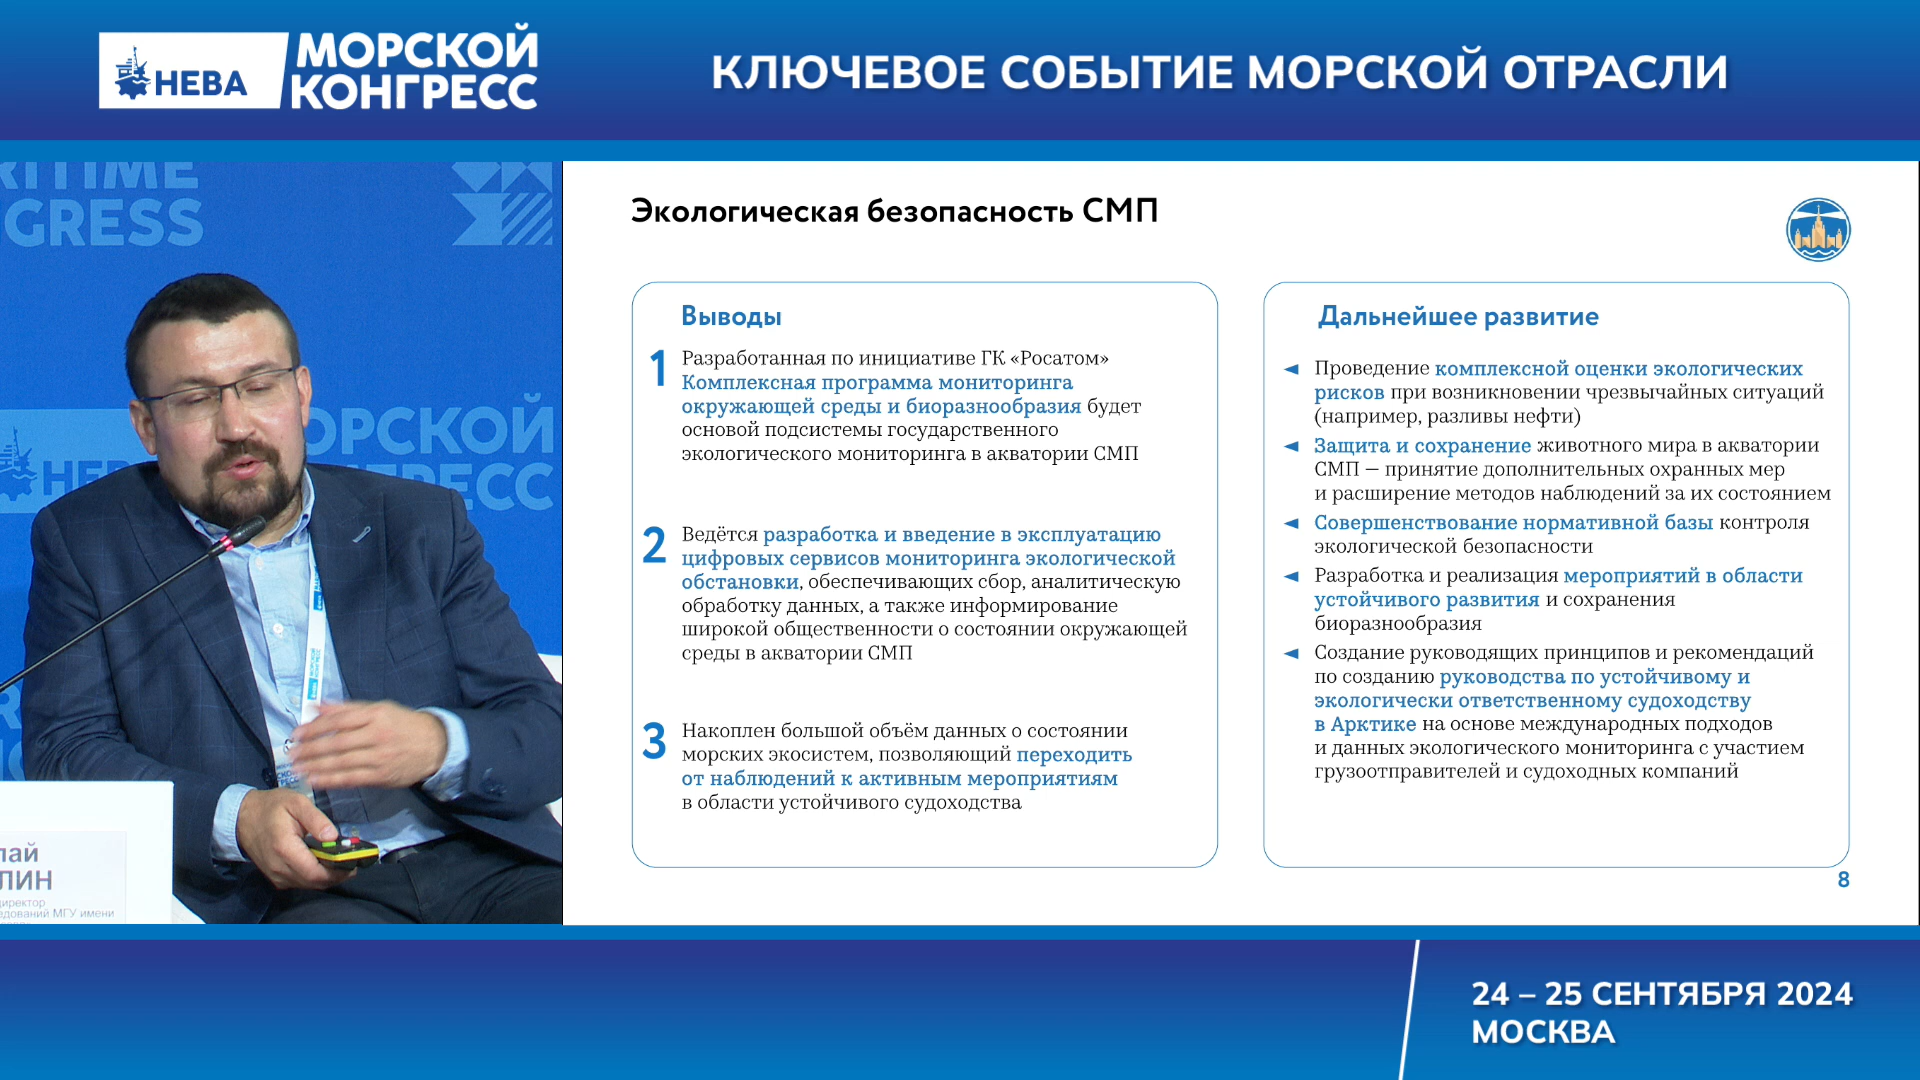 НЕВА
МОРСКОЙ
КОНГРЕСС
КЛЮЧЕВОЕ СОБЫТИЕ МОРСКОЙ ОТРАСЛИ
GRESS
НЕВ
Экологическая безопасность СМП
Выводы
1
Разработанная по инициативе ГК «Росатом»
Комплексная программа мониторинга
окружающей среды и биоразнообразия будет
основой подсистемы государственного
экологического мониторинга в акватории СМП
2
Ведётся разработка и введение в эксплуатацию
цифровых сервисов мониторинга экологической
обстановки, обеспечивающих сбор, аналитическую
обработку данных, а также информирование
широкой общественности о состоянии окружающей
среды в акватории СМП
3
Накоплен большой объём данных о состоянии
морских экосистем, позволяющий переходить
от наблюдений к активным мероприятиям
в области устойчивого судоходства
Дальнейшее развитие
Проведение комплексной оценки экологических
рисков при возникновении чрезвычайных ситуаций
(например, разливы нефти)
Защита и сохранение животного мира в акватории
СМП — принятие дополнительных охранных мер
и расширение методов наблюдений за их состоянием
Совершенствование нормативной базы контроля
экологической безопасности
Разработка и реализация мероприятий в области
устойчивого развития и сохранения
биоразнообразия
Создание руководящих принципов и рекомендаций
по созданию руководства по устойчивому и
экологически ответственному судоходству
в Арктике на основе международных подходов
и данных экологического мониторинга с участием
грузоотправителей и судоходных компаний
8
лай
ЛИН
директор
едований МГУ имени
24 – 25 СЕНТЯБРЯ 2024
МОСКВА